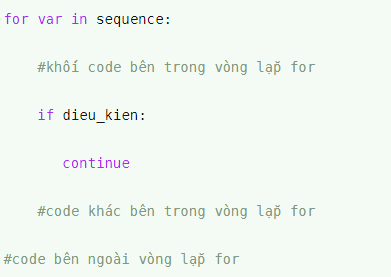 for var in sequence:
#khối code bên trong vòng lặp for
if dieu_kien:
continue
#code khác bên trong vòng lặp for
#code bên ngoài vòng lặp for